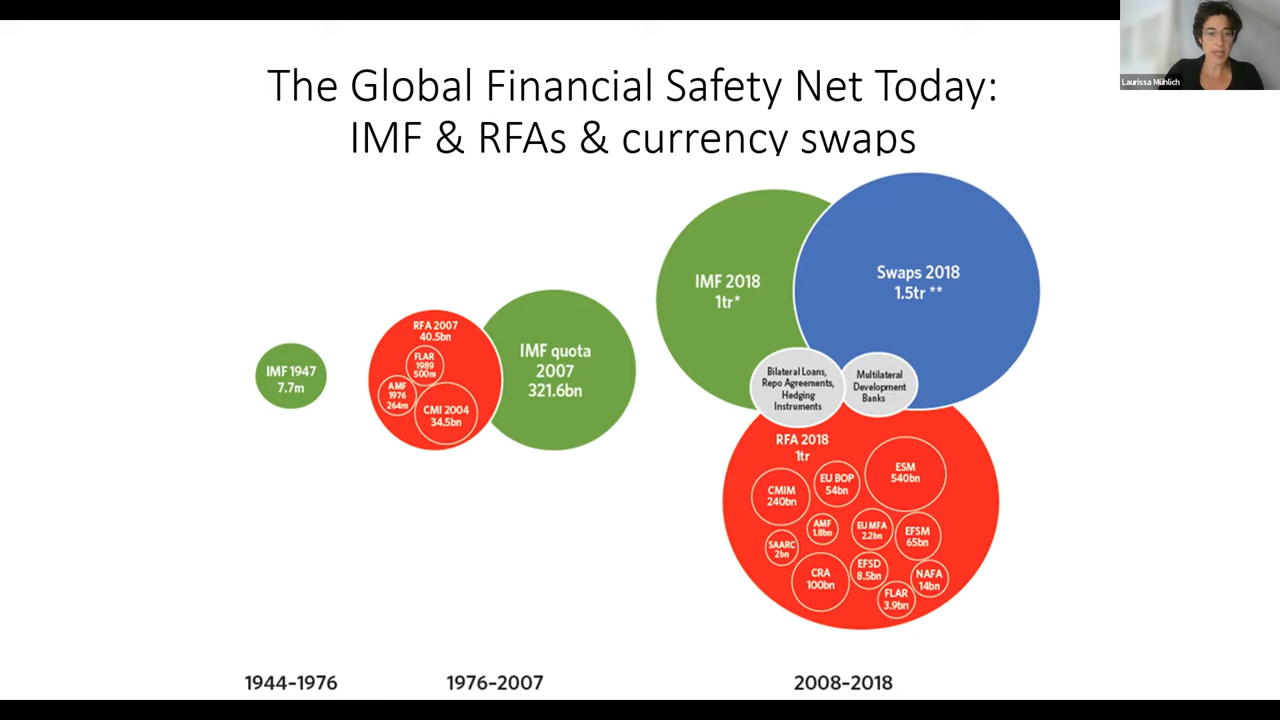 The Global Financial Safety Net Today:
IMF & RFAs & currency swaps
Laurissa Mühlich
IMF 1947
7.7m
RFA 2007
40.5bn
FLAR
1989
500m
AMF
1976
264m
CMI 2004
34.5bn
IMF quota
2007
321.6bn
IMF 2018
1tr*
Swaps 2018
1.5tr **
Bilateral Loans,
Repo Agreements,
Hedging
Instruments
Multilateral
Development
Banks
RFA 2018
1tr
ESM
540bn
EU BOP
54bn
CMIM
240bn
AMF
1.8bn
EU MFA
2.2bn
EFSM
65bn
SAARC
2bn
CRA
100bn
EFSD
8.5bn
NAFA
14bn
FLAR
3.9bn
1944–1976
1976–2007
2008–2018